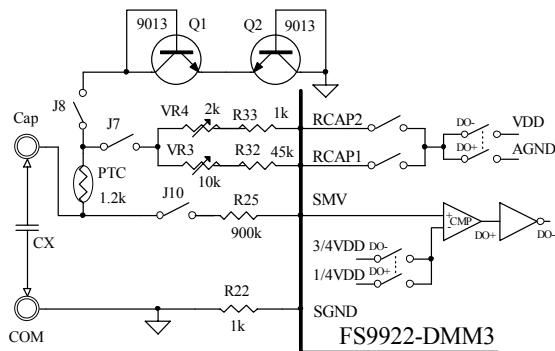 Q1
Q2
9013
9013
J8
Cap
J7
VR4
2k
R33
1k
RCAP2
DO-
VDD
VR3
10k
R32
45k
RCAP1
DO+
AGND
PTC
1.2k
J10
R25
900k
SMV
CX
+
-
CMP
DO+
DO-
3/4VDD
DO-
1/4VDD
DO+
R22
1k
SGND
COM
FS9922-DMM3